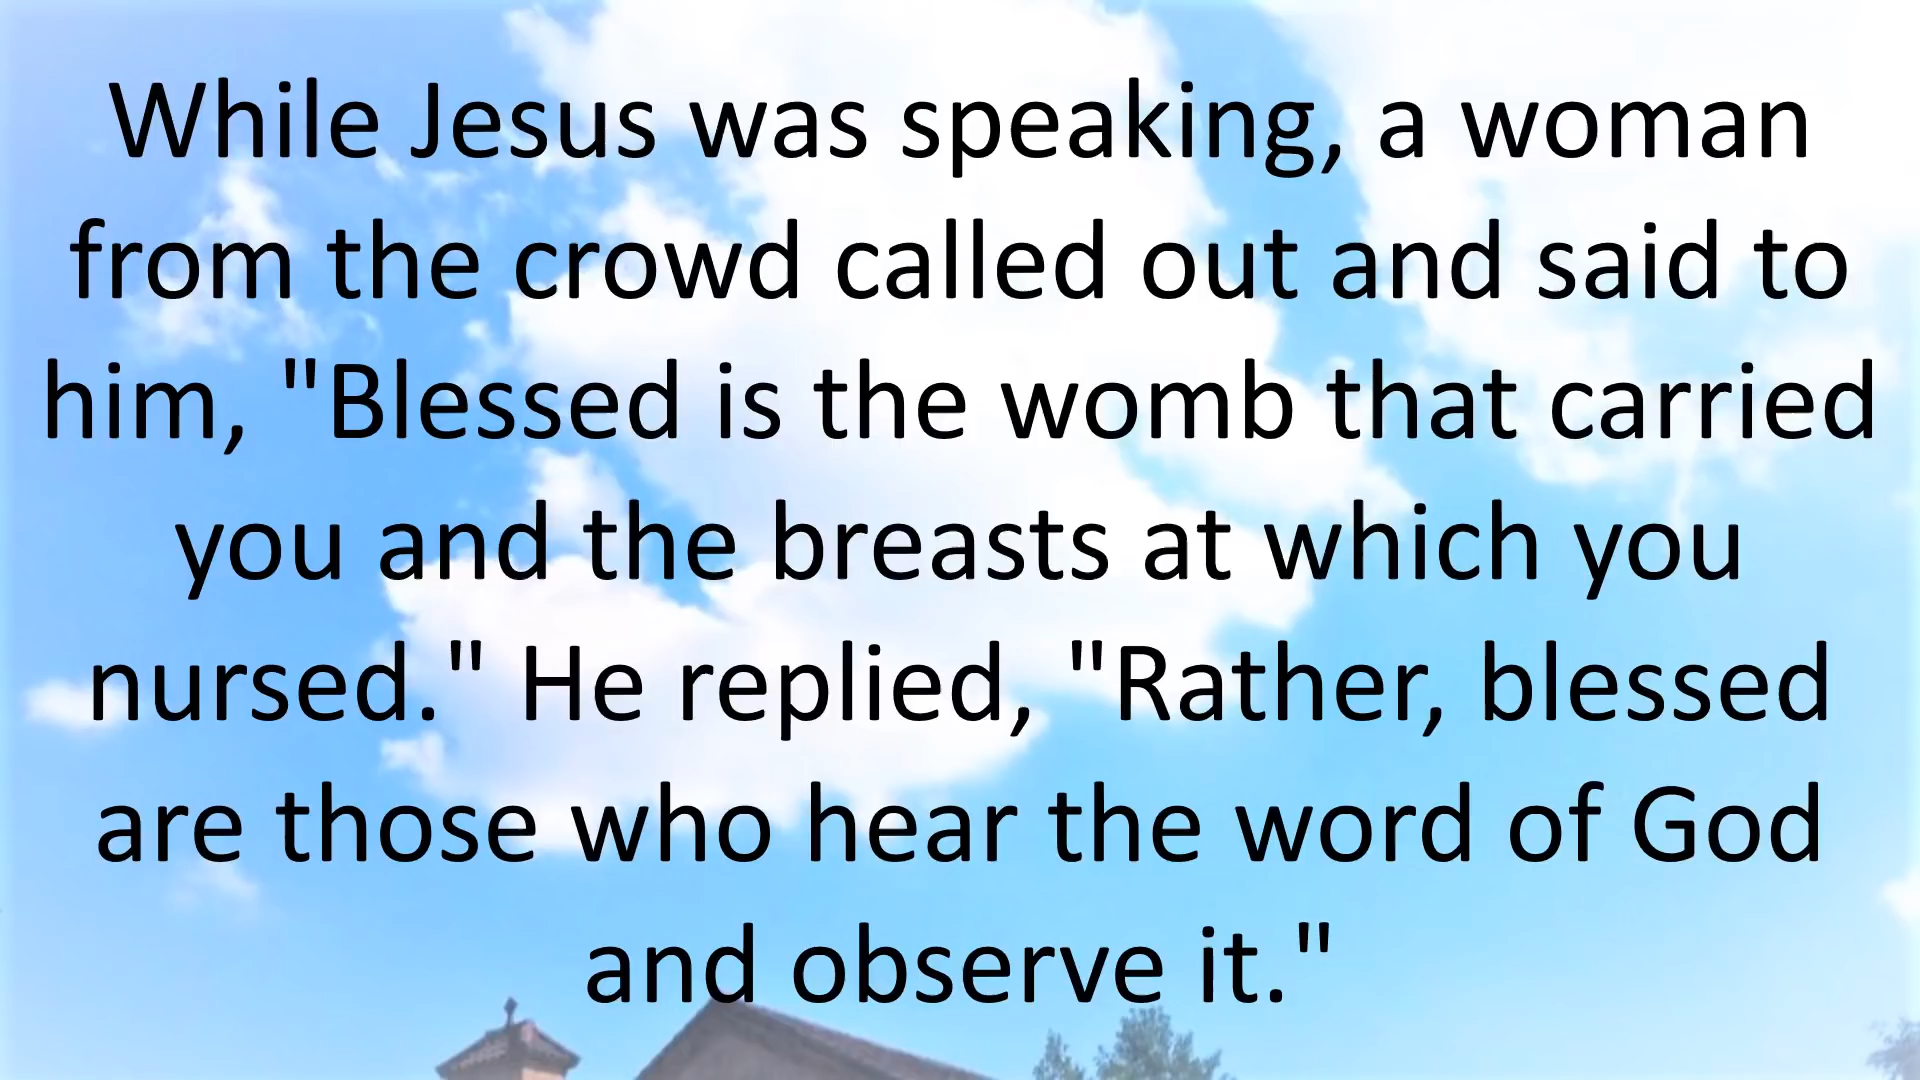 While Jesus was speaking, a woman
from the crowd called out and said to
him, "Blessed is the womb that carried
you and the breasts at which you
nursed." He replied, "Rather, blessed
are those who hear the word of God
and observe it."